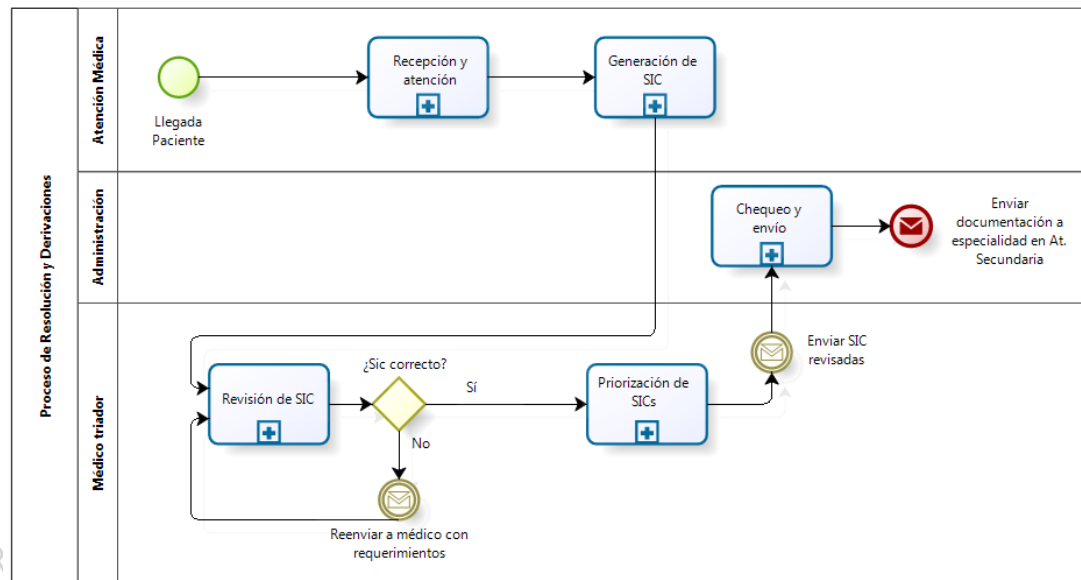 Proceso de Resolución y Derivaciones
Atención Médica
Llegada
Paciente
Recepción y
atención
Generación de
SIC
Administración
Chequeo y
envío
Enviar
documentación a
especialidad en At.
Secundaria
Médico triador
Revisión de SIC
¿Sic correcto?
Sí
No
Reenviar a médico con
requerimientos
Priorización de
SICs
Enviar SIC
revisadas